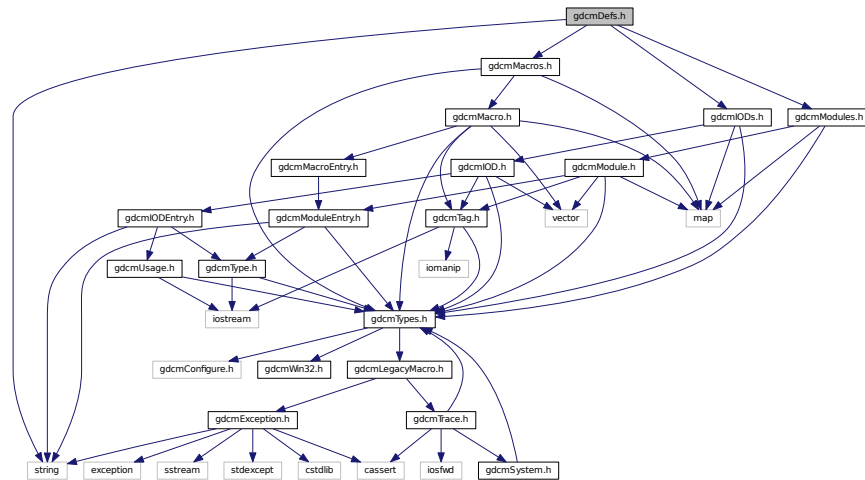 gdcmDefs.h
gdcmMacros.h
gdcmMacro.h
gdcmIODs.h
gdcmModules.h
gdcmMacroEntry.h
gdcmIOD.h
gdcmModule.h
gdcmIODEntry.h
gdcmModuleEntry.h
gdcmTag.h
vector
map
gdcmUsage.h
gdcmType.h
iomanip
iostream
gdcmTypes.h
gdcmConfigure.h
gdcmWin32.h
gdcmLegacyMacro.h
gdcmException.h
gdcmTrace.h
string
exception
sstream
stdexcept
cstdlib
cassert
iosfwd
gdcmSystem.h